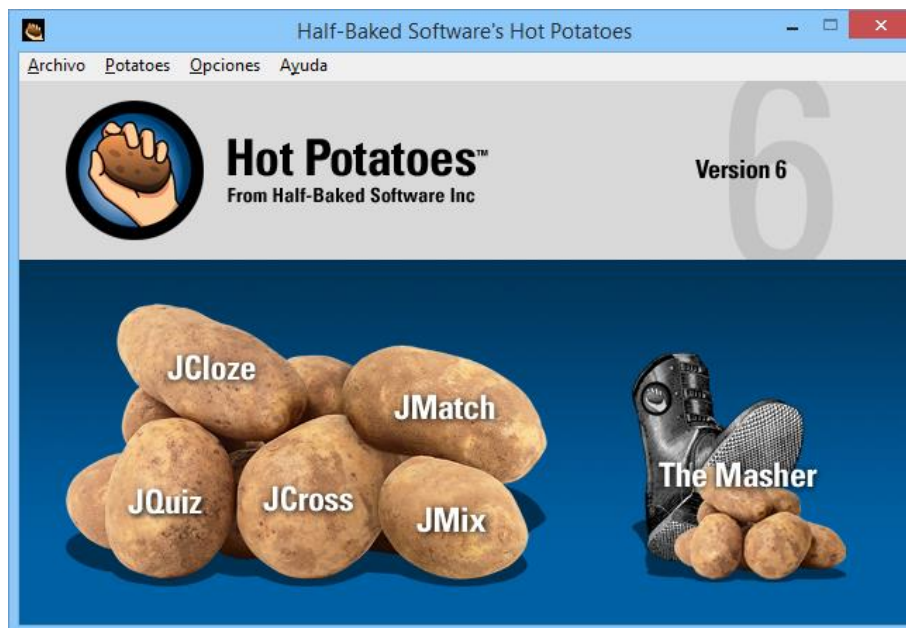 Half-Baked Software's Hot Potatoes
Archivo Potatoes Opciones Ayuda
6
Hot Potatoes™
From Half-Baked Software Inc
Version 6
JCloze
JMatch
JQuiz
JCross
JMix
The Masher